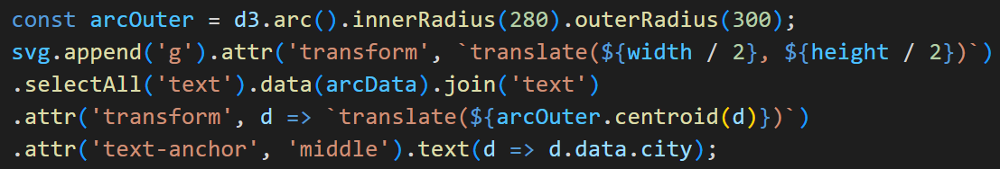 const arcOuter = d3.arc().innerRadius(280).outerRadius(300);
svg.append('g').attr('transform', `translate(${width / 2}, ${height / 2})`)
.selectAll('text').data(arcData).join('text')
.attr('transform', d => `translate(${arcOuter.centroid(d)})`)
.attr('text-anchor', 'middle').text(d => d.data.city);